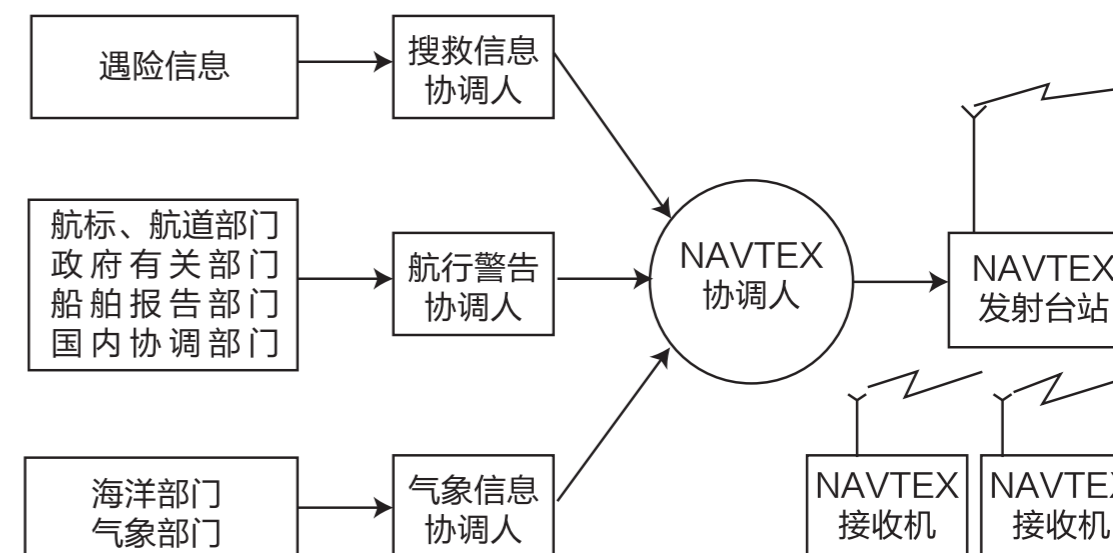 遇险信息
搜救信息
协调人
航标、航道部门
政府有关部门
船舶报告部门
国内协调部门
航行警告
协调人
NAVTEX
协调人
NAVTEX
发射台站
海洋部门
气象部门
气象信息
协调人
NAVTEX
接收机
NAVTEX
接收机